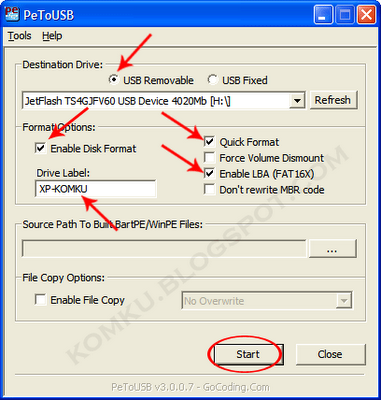 PeToUSB
Tools Help
Destination Drive:
USB Removable USB Fixed
JetFlash TS4GJFV60 USB Device 4020Mb [H:\] Refresh
Format Options:
Enable Disk Format
Quick Format
Force Volume Dismount
Enable LBA (FAT16X)
Don't rewrite MBR code
Drive Label:
XP-KOMKU
Source Path To Built BartPE/WinPE Files:
...
File Copy Options:
Enable File Copy No Overwrite
Start Close
PeToUSB v3.0.0.7 - GoCoding.Com
KOMKU.BLOGSPOT.COM